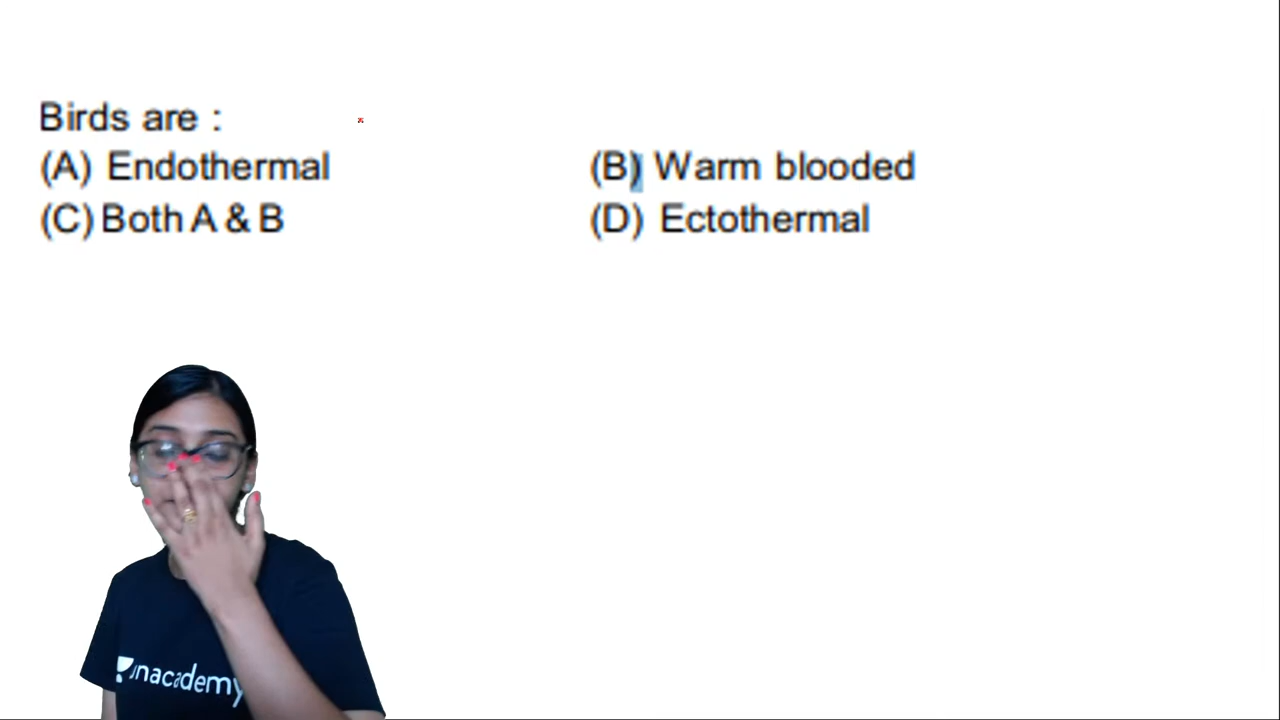 Birds are :
(A) Endothermal (B) Warm blooded
(C) Both A & B (D) Ectothermal
unacademy